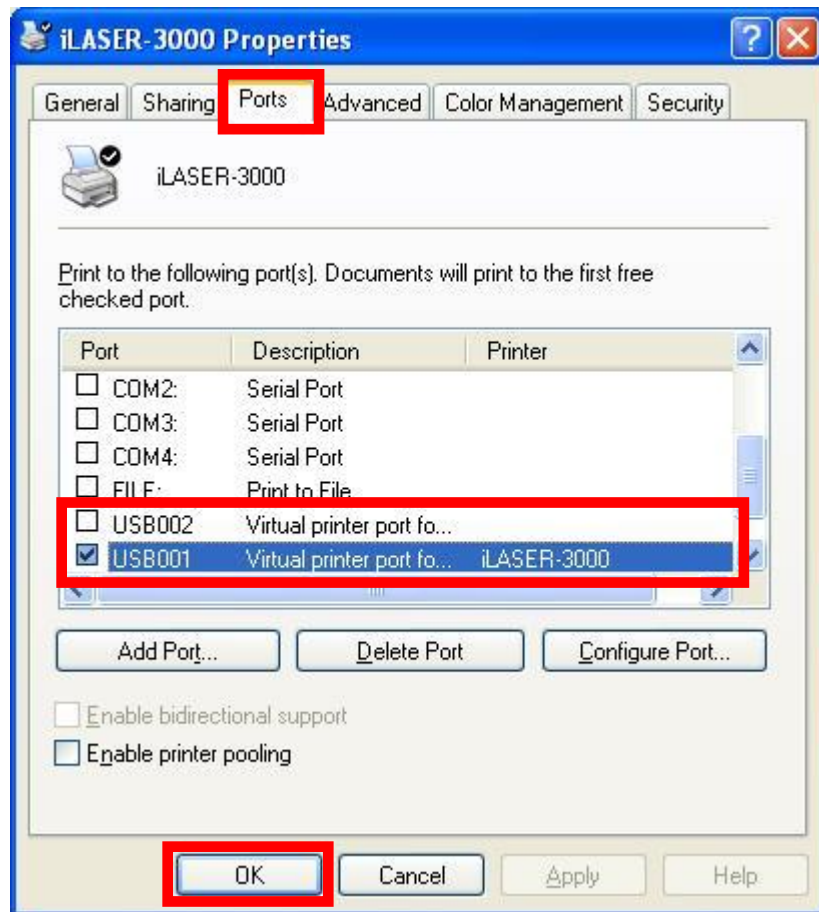 iLASER-3000 Properties
General Sharing Ports Advanced Color Management Security
iLASER-3000
Print to the following port(s). Documents will print to the first free
checked port.
Port Description Printer
COM2: Serial Port
COM3: Serial Port
COM4: Serial Port
FILE: Print to File
USB002 Virtual printer port fo...
USB001 Virtual printer port fo... iLASER-3000
Add Port... Delete Port Configure Port...
Enable bidirectional support
Enable printer pooling
OK Cancel Apply Help